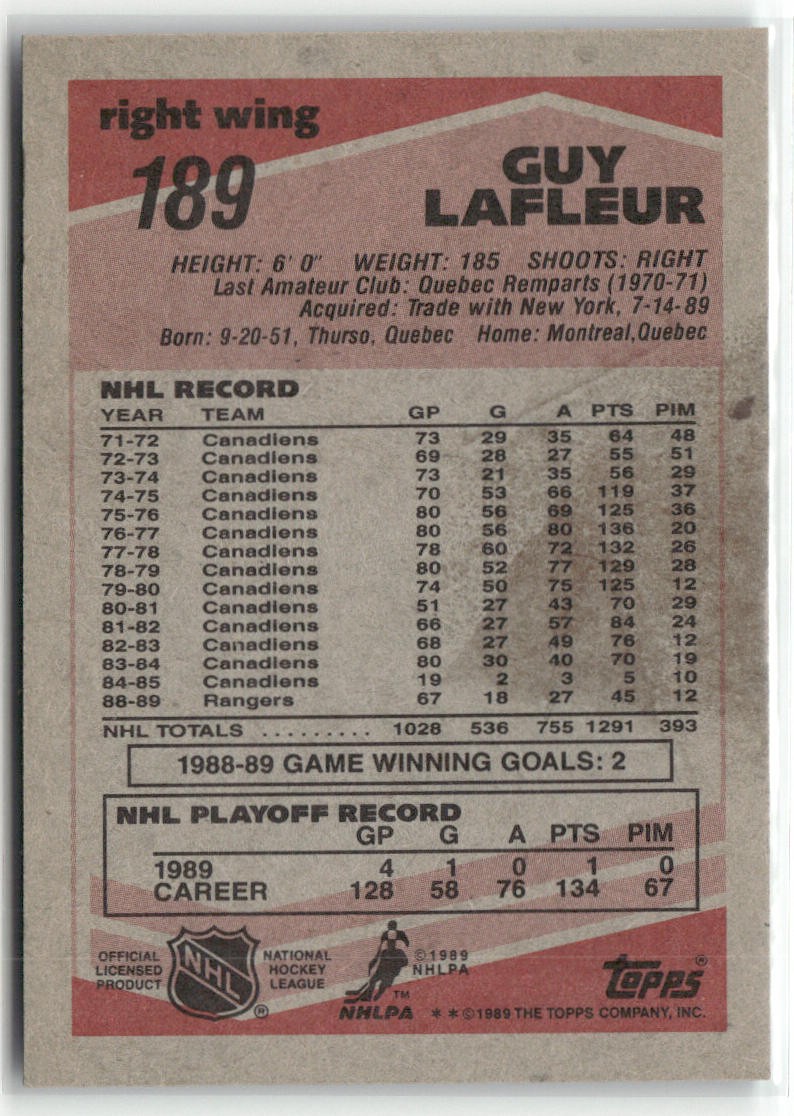 right wing
189
GUY
LAFLEUR
HEIGHT: 6' 0" WEIGHT: 185 SHOOTS: RIGHT
Last Amateur Club: Quebec Remparts (1970-71)
Acquired: Trade with New York, 7-14-89
Born: 9-20-51, Thurso, Quebec Home: Montreal, Quebec
NHL RECORD
YEAR TEAM GP G A PTS PIM
71-72 Canadiens 73 29 35 64 48
72-73 Canadiens 69 28 27 55 51
73-74 Canadiens 73 21 35 56 29
74-75 Canadiens 70 53 66 119 37
75-76 Canadiens 80 56 69 125 36
76-77 Canadiens 80 56 80 136 20
77-78 Canadiens 78 60 72 132 26
78-79 Canadiens 80 52 77 129 28
79-80 Canadiens 74 50 75 125 12
80-81 Canadiens 51 27 43 70 29
81-82 Canadiens 66 27 57 84 24
82-83 Canadiens 68 27 49 76 12
83-84 Canadiens 80 30 40 70 19
84-85 Canadiens 19 2 3 5 10
88-89 Rangers 67 18 27 45 12
NHL TOTALS ......... 1028 536 755 1291 393
1988-89 GAME WINNING GOALS: 2
NHL PLAYOFF RECORD
GP G A PTS PIM
1989 4 1 0 1 0
CAREER 128 58 76 134 67
OFFICIAL
LICENSED
PRODUCT
NHL
®
NATIONAL
HOCKEY
LEAGUE
©1989
NHLPA
™
NHLPA
TOPPS®
**©1989 THE TOPPS COMPANY, INC.